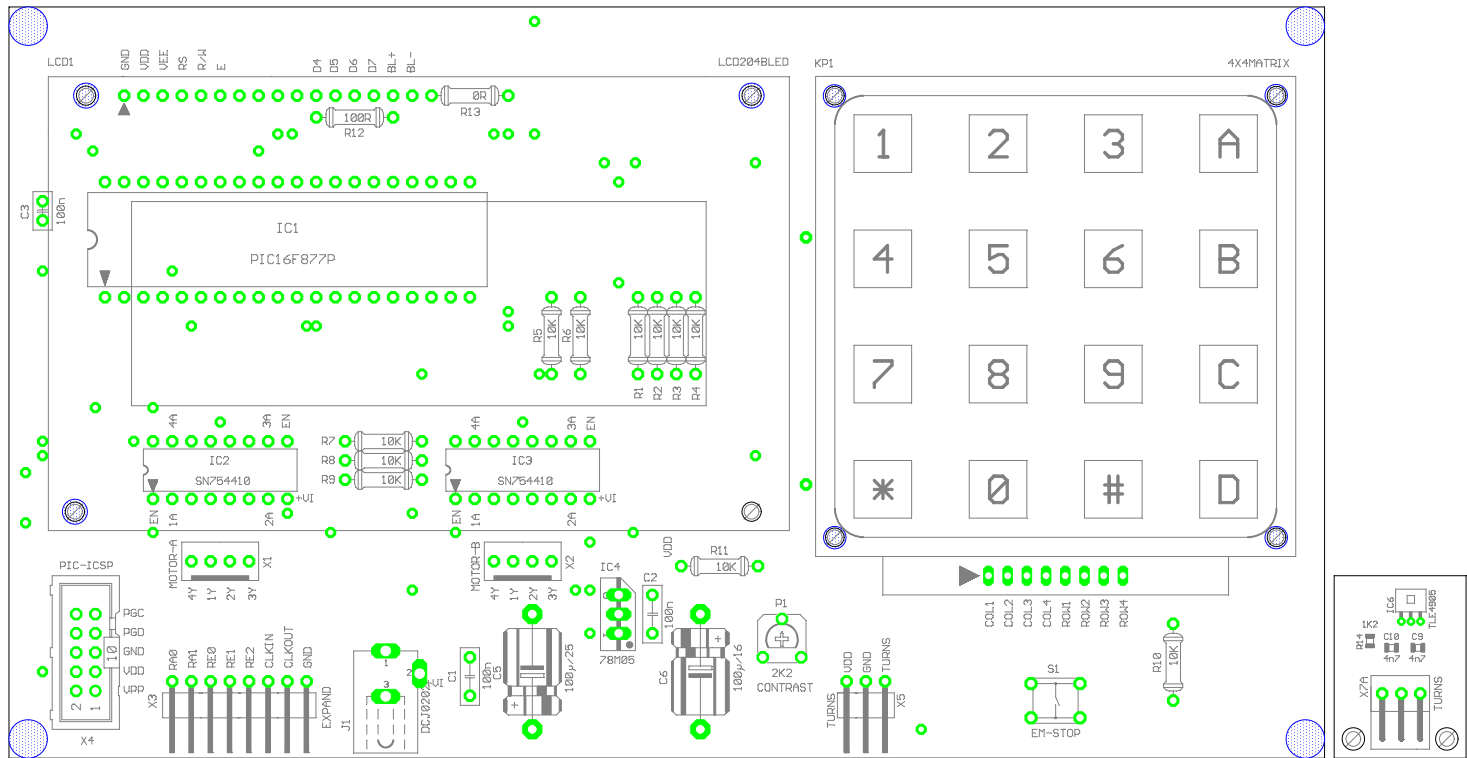 LCD1
GND VDD VEE RS R/W E
D4 D5 D6 D7 BL+ BL-
LCD204BLED
KP1
4X4MATRIX
0R
R13
100R
R12
1 2 3 A
C3
100n
IC1
PIC16F877P
4 5 6 B
R5 10K R6 10K
10K 10K 10K 10K
R1 R2 R3 R4
7 8 9 C
4A 3A EN
4A 3A EN
R7 10K
R8 10K
R9 10K
IC2
SN754410
IC3
SN754410
+VI
+VI
EN 1A 2A
EN 1A 2A
* 0 # D
MOTOR-A
X1
4Y 1Y 2Y 3Y
MOTOR-B
X2
4Y 1Y 2Y 3Y
VDD
R11
10K
PIC-ICSP
PGC
PGD
GND
VDD
VPP
10
2 1
X4
IC4
78M05
C2
100n
P1
2K2
CONTRAST
COL1 COL2 COL3 COL4 ROW1 ROW2 ROW3 ROW4
RA0 RA1 RE0 RE1 RE2 CLKIN CLKOUT GND
X3
EXPAND
1
2
3
+VI
J1
DCJ0202
C1
100n
C5
100µ/25
+
C6
100µ/16
+
VDD GND TURNS
TURNS
X5
S1
EM-STOP
R10
10K
IC6
TLE4905
1K2
R14
C10
4n7
C9
4n7
X7A
TURNS